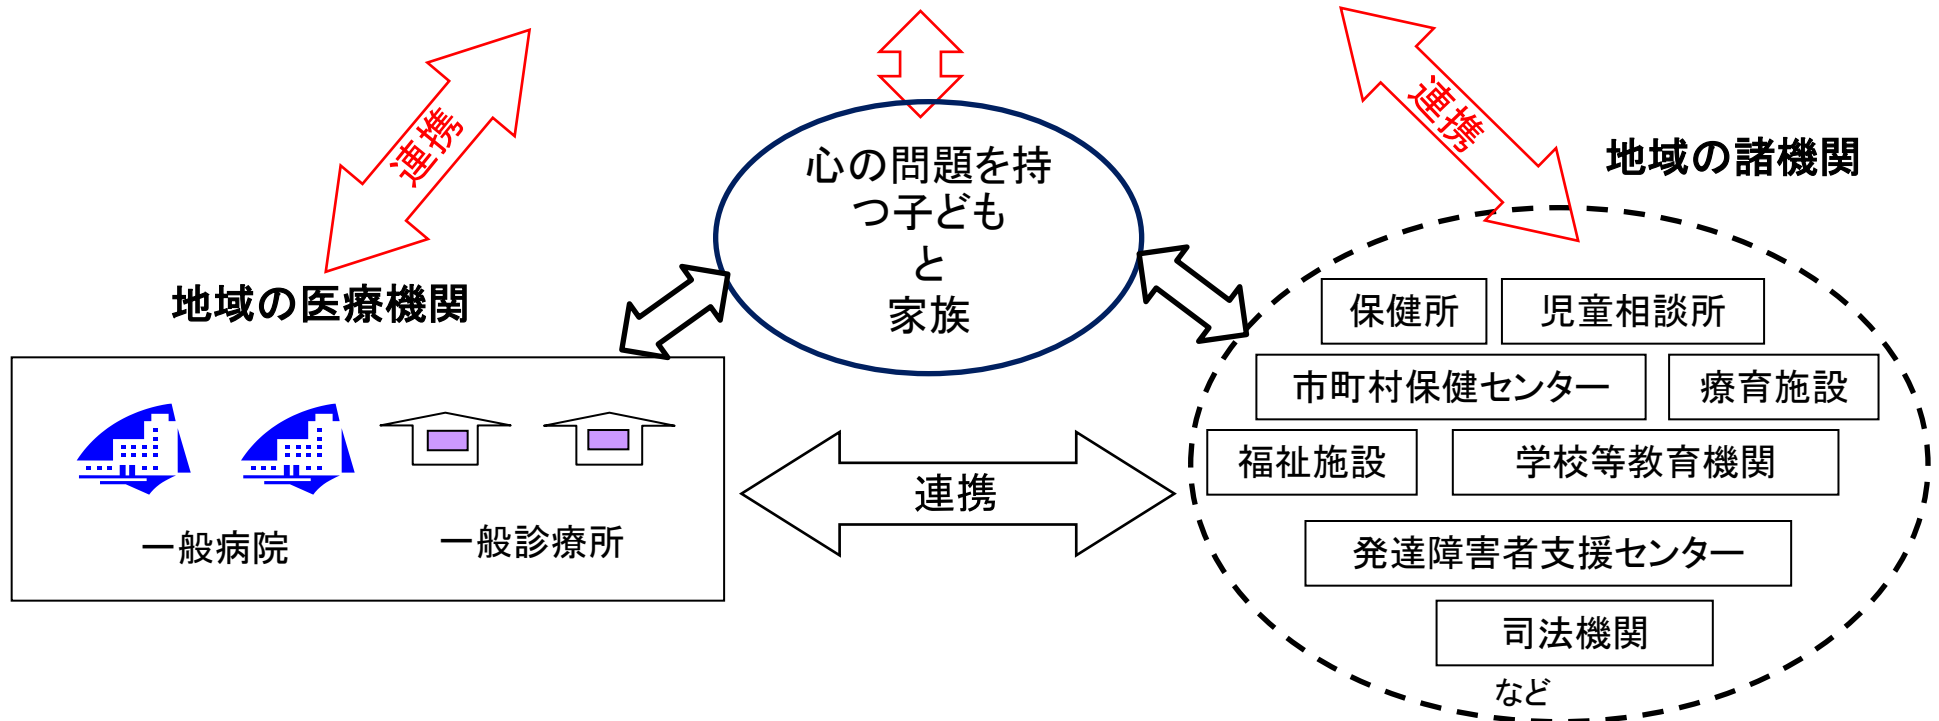 連携
連携
地域の諸機関
心の問題を持
つ子ども
と
家族
地域の医療機関
保健所
児童相談所
市町村保健センター
療育施設
福祉施設
学校等教育機関
連携
一般病院
一般診療所
発達障害者支援センター
司法機関
など